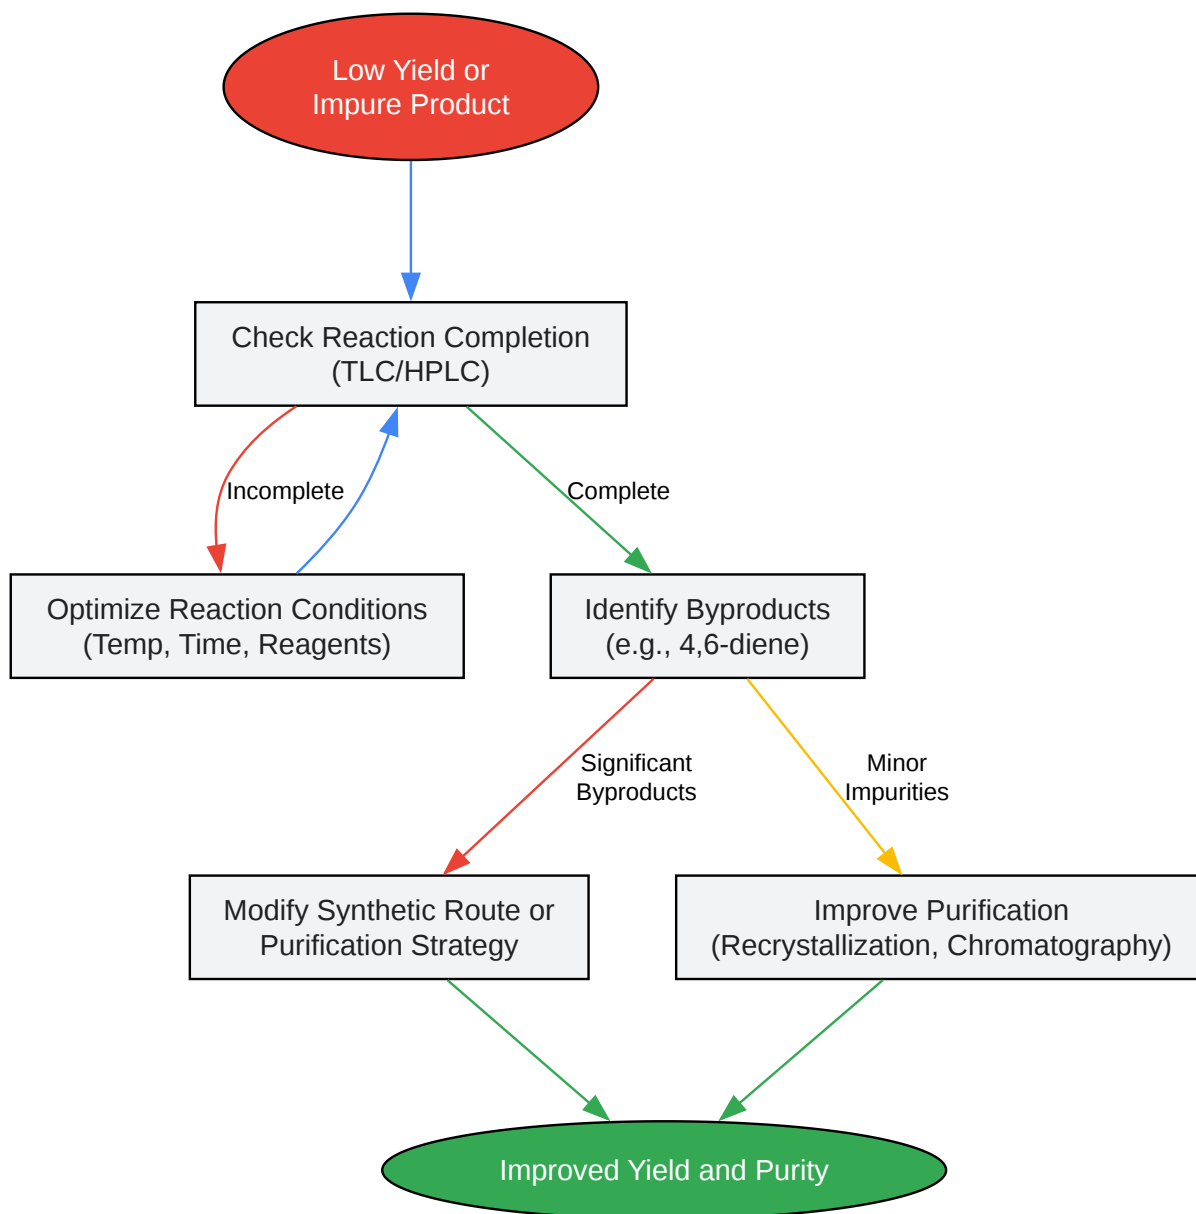 Low Yield or
Impure Product
Check Reaction Completion
(TLC/HPLC)
Incomplete
Complete
Optimize Reaction Conditions
(Temp, Time, Reagents)
Identify Byproducts
(e.g., 4,6-diene)
Significant
Byproducts
Minor
Impurities
Modify Synthetic Route or
Purification Strategy
Improve Purification
(Recrystallization, Chromatography)
Improved Yield and Purity